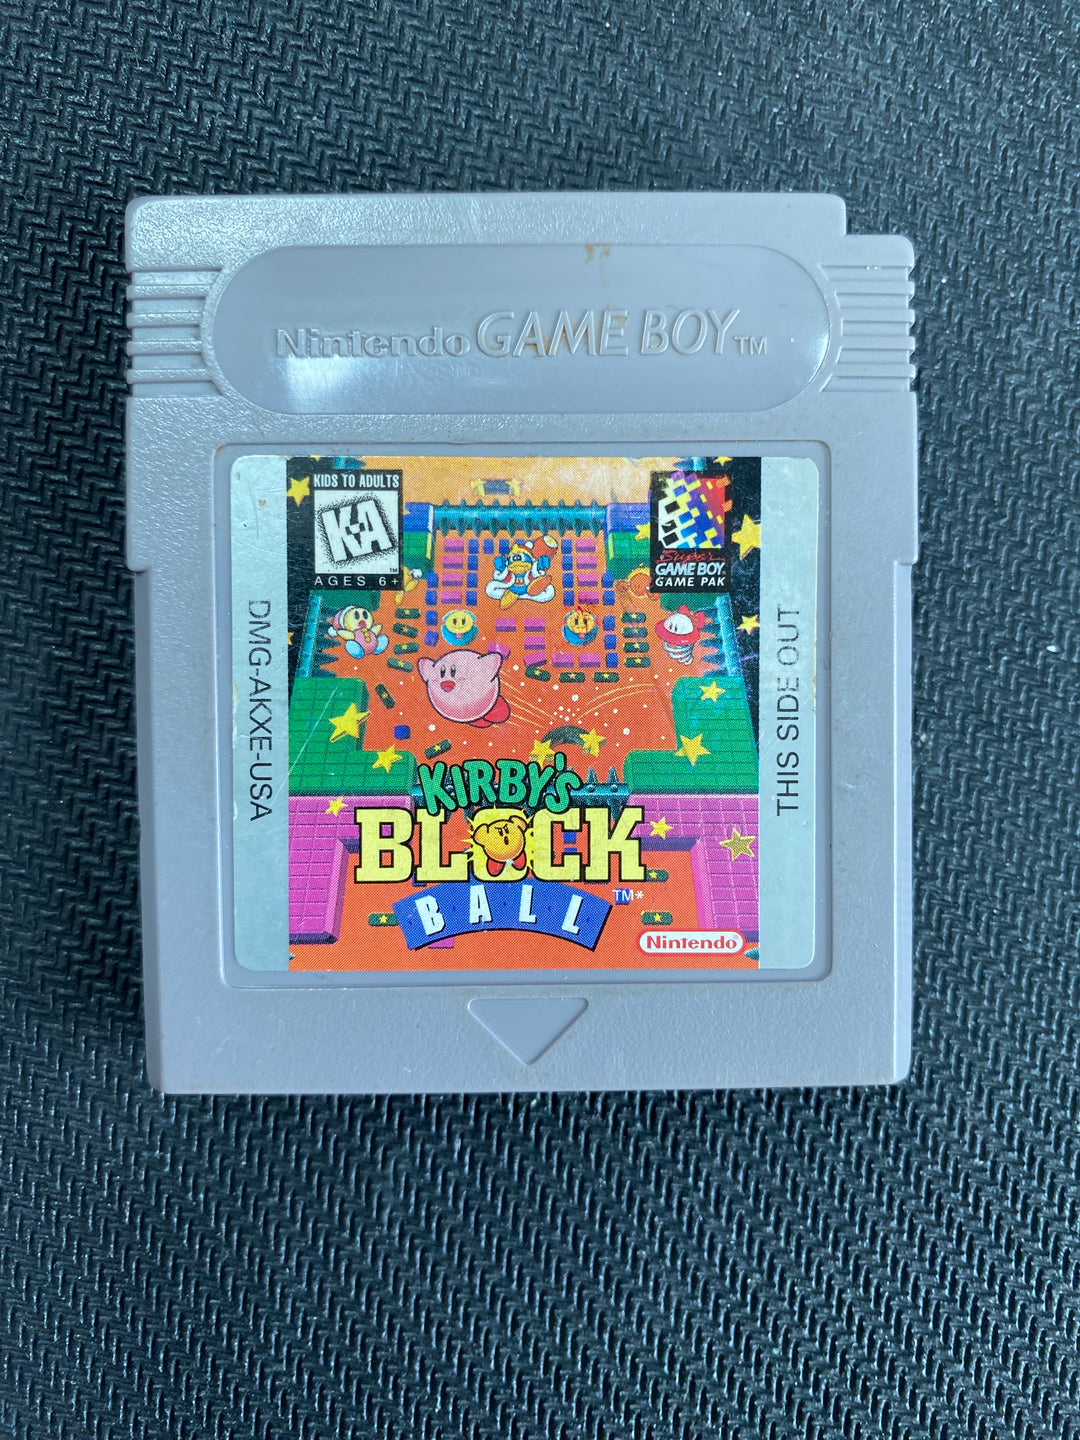 Nintendo GAME BOY™
KIDS TO ADULTS
K-A
™
AGES 6+
Super
GAME BOY.
GAME PAK
DMG-AKXE-USA
THIS SIDE OUT
KIRBY'S
BLOCK
BALL
™*
Nintendo®